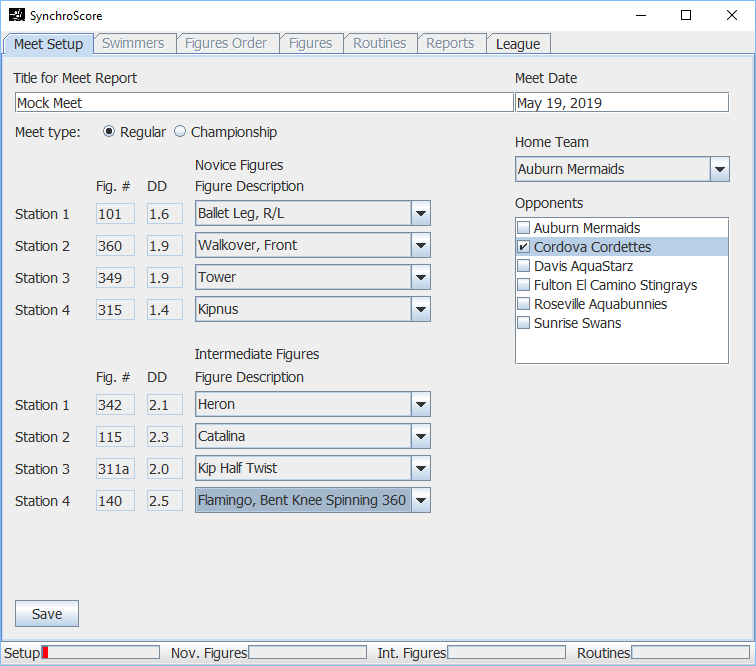 SynchroScore
Meet Setup Swimmers Figures Order Figures Routines Reports League
Title for Meet Report Meet Date
Mock Meet May 19, 2019
Meet type: Regular Championship
Home Team
Auburn Mermaids
Novice Figures
Fig. # DD Figure Description
Station 1 101 1.6 Ballet Leg, R/L
Station 2 360 1.9 Walkover, Front
Station 3 349 1.9 Tower
Station 4 315 1.4 Kipnus
Opponents
Auburn Mermaids
Cordova Cordettes
Davis AquaStarz
Fulton El Camino Stingrays
Roseville Aquabunnies
Sunrise Swans
Intermediate Figures
Fig. # DD Figure Description
Station 1 342 2.1 Heron
Station 2 115 2.3 Catalina
Station 3 311a 2.0 Kip Half Twist
Station 4 140 2.5 Flamingo, Bent Knee Spinning 360
Save
Setup Nov. Figures Int. Figures Routines